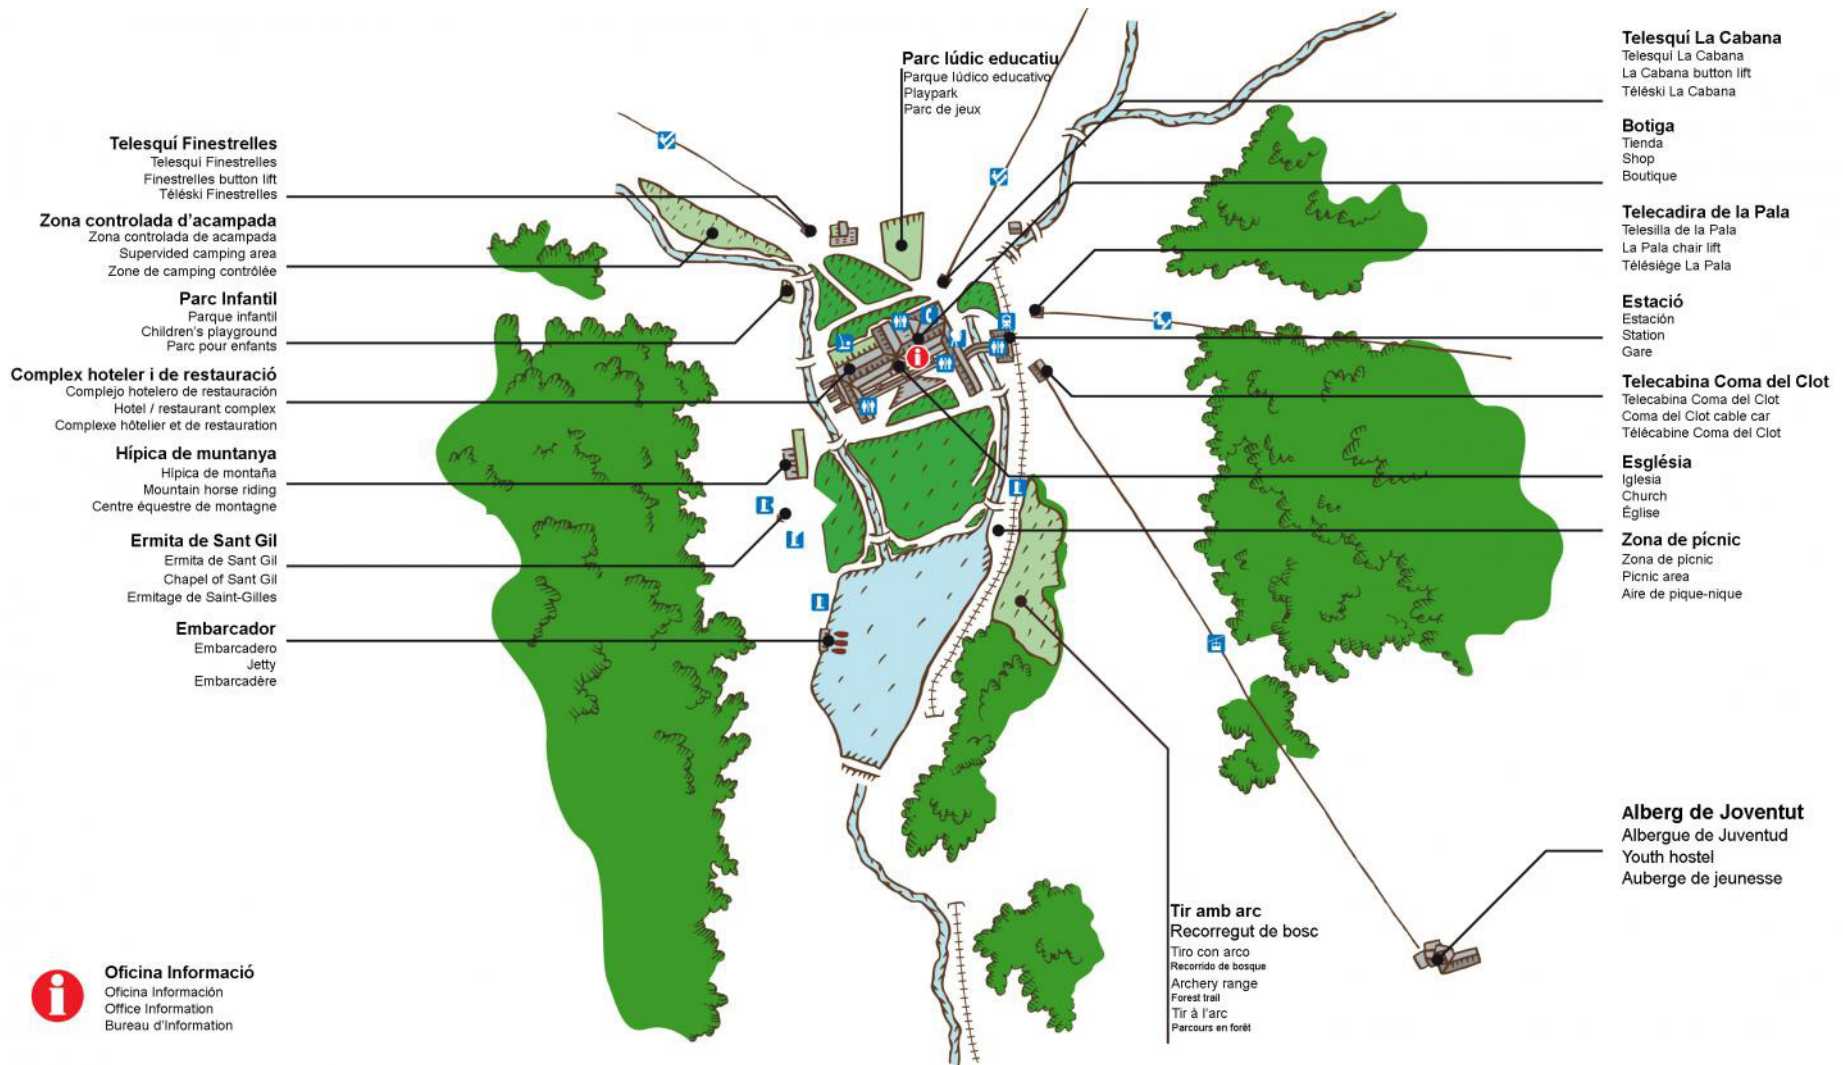 Parc lúdic educatiu
Parque lúdico educativo
Playpark
Parc de jeux
Telesquí Finestrelles
Telesquí Finestrelles
Finestrelles button lift
Téléski Finestrelles
Zona controlada d'acampada
Zona controlada de acampada
Supervided camping area
Zone de camping contrôlée
Parc Infantil
Parque infantil
Children's playground
Parc pour enfants
Complex hoteler i de restauració
Complejo hotelero de restauración
Hotel / restaurant complex
Complexe hôtelier et de restauration
Hípica de muntanya
Hípica de montaña
Mountain horse riding
Centre équestre de montagne
Ermita de Sant Gil
Ermita de Sant Gil
Chapel of Sant Gil
Ermitage de Saint-Gilles
Embarcador
Embarcadero
Jetty
Embarcadère
i
Oficina Informació
Oficina Información
Office Information
Bureau d'Information
i
Telesquí La Cabana
Telesquí La Cabana
La Cabana button lift
Téléski La Cabana
Botiga
Tienda
Shop
Boutique
Telecadira de la Pala
Telesilla de la Pala
La Pala chair lift
Télésiège La Pala
Estació
Estación
Station
Gare
Telecabina Coma del Clot
Telecabina Coma del Clot
Coma del Clot cable car
Télécabine Coma del Clot
Església
Iglesia
Church
Église
Zona de pícnic
Zona de pícnic
Picnic area
Aire de pique-nique
Alberg de Joventut
Albergue de Juventud
Youth hostel
Auberge de jeunesse
Tir amb arc
Recorregut de bosc
Tiro con arco
Recorrido de bosque
Archery range
Forest trail
Tir à l'arc
Parcours en forêt